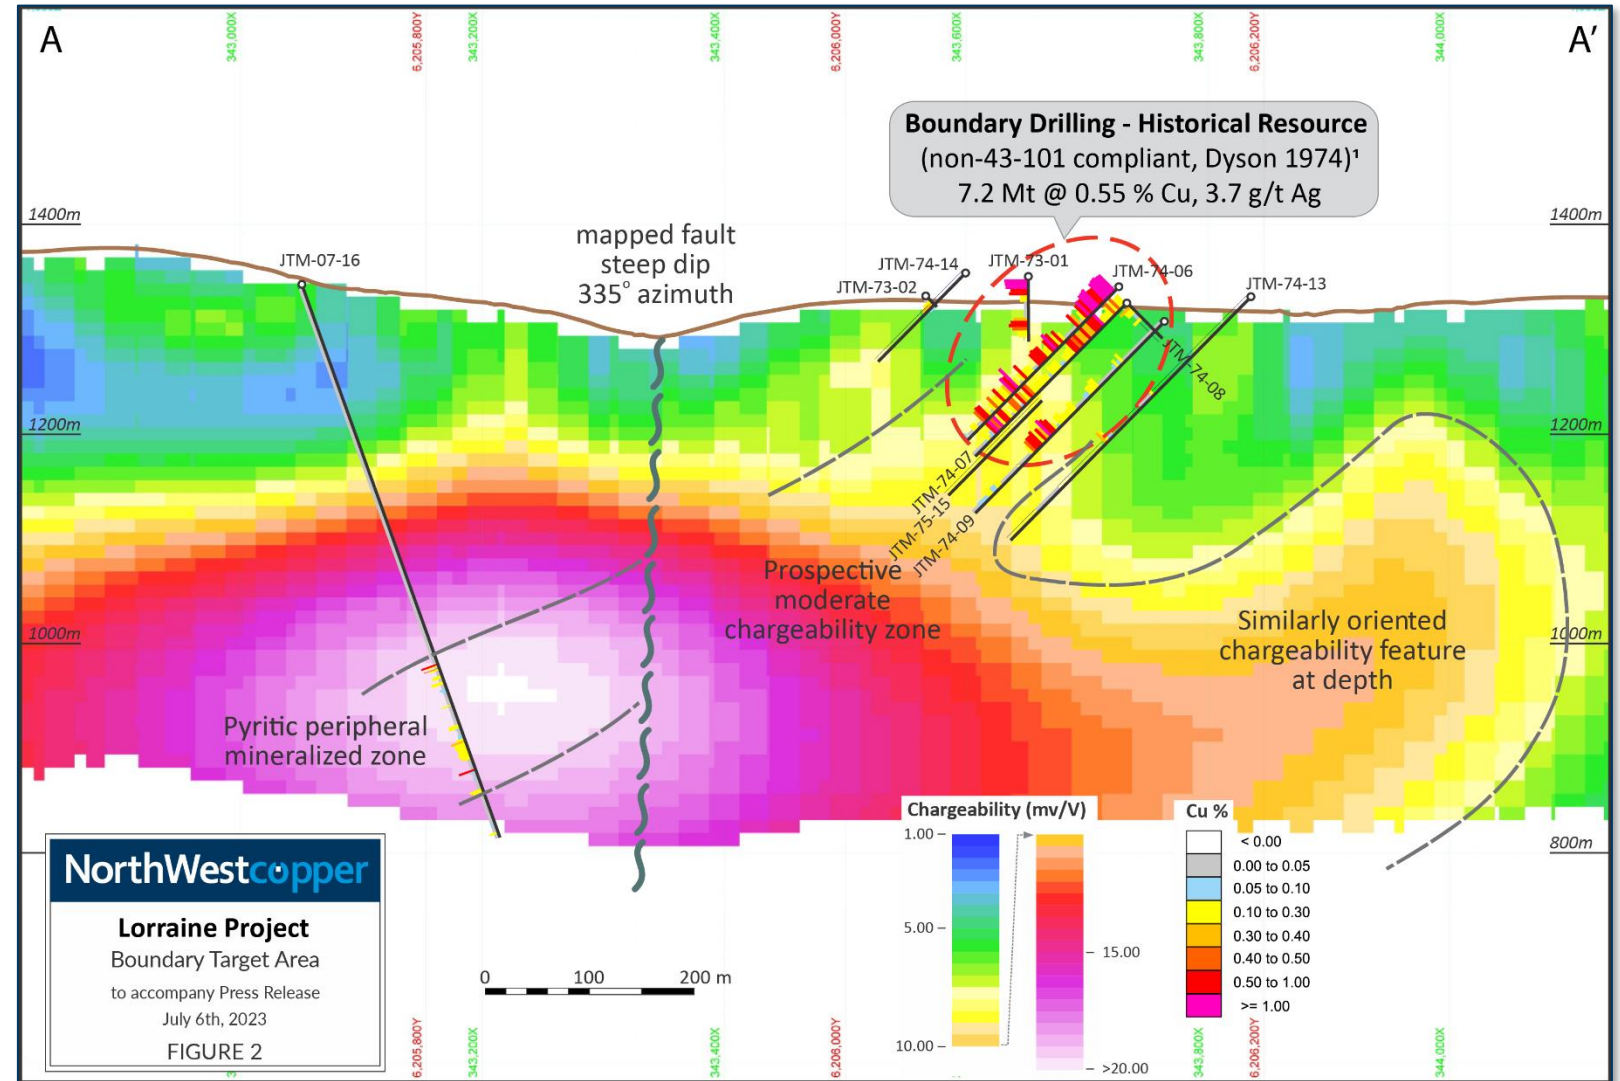 A
A'
343,000X
6,205,800Y
343,200X
343,400X
6,206,000Y
343,600X
343,800X
6,206,200Y
344,000X
Boundary Drilling - Historical Resource
(non-43-101 compliant, Dyson 1974)¹
7.2 Mt @ 0.55 % Cu, 3.7 g/t Ag
1400m
1400m
mapped fault
steep dip
335° azimuth
JTM-07-16
JTM-74-14
JTM-73-01
JTM-74-06
JTM-73-02
JTM-74-13
JTM-74-08
1200m
1200m
JTM-74-07
JTM-75-15
JTM-74-09
Prospective
moderate
chargeability zone
1000m
1000m
Similarly oriented
chargeability feature
at depth
Pyritic peripheral
mineralized zone
800m
NorthWestcopper
Lorraine Project
Boundary Target Area
to accompany Press Release
July 6th, 2023
FIGURE 2
0 100 200 m
Chargeability (mv/V)
1.00
5.00
10.00
15.00
>20.00
Cu %
< 0.00
0.00 to 0.05
0.05 to 0.10
0.10 to 0.30
0.30 to 0.40
0.40 to 0.50
0.50 to 1.00
>= 1.00
6,205,800Y
343,200X
343,400X
6,206,000Y
343,800X
6,206,200Y
344,000X